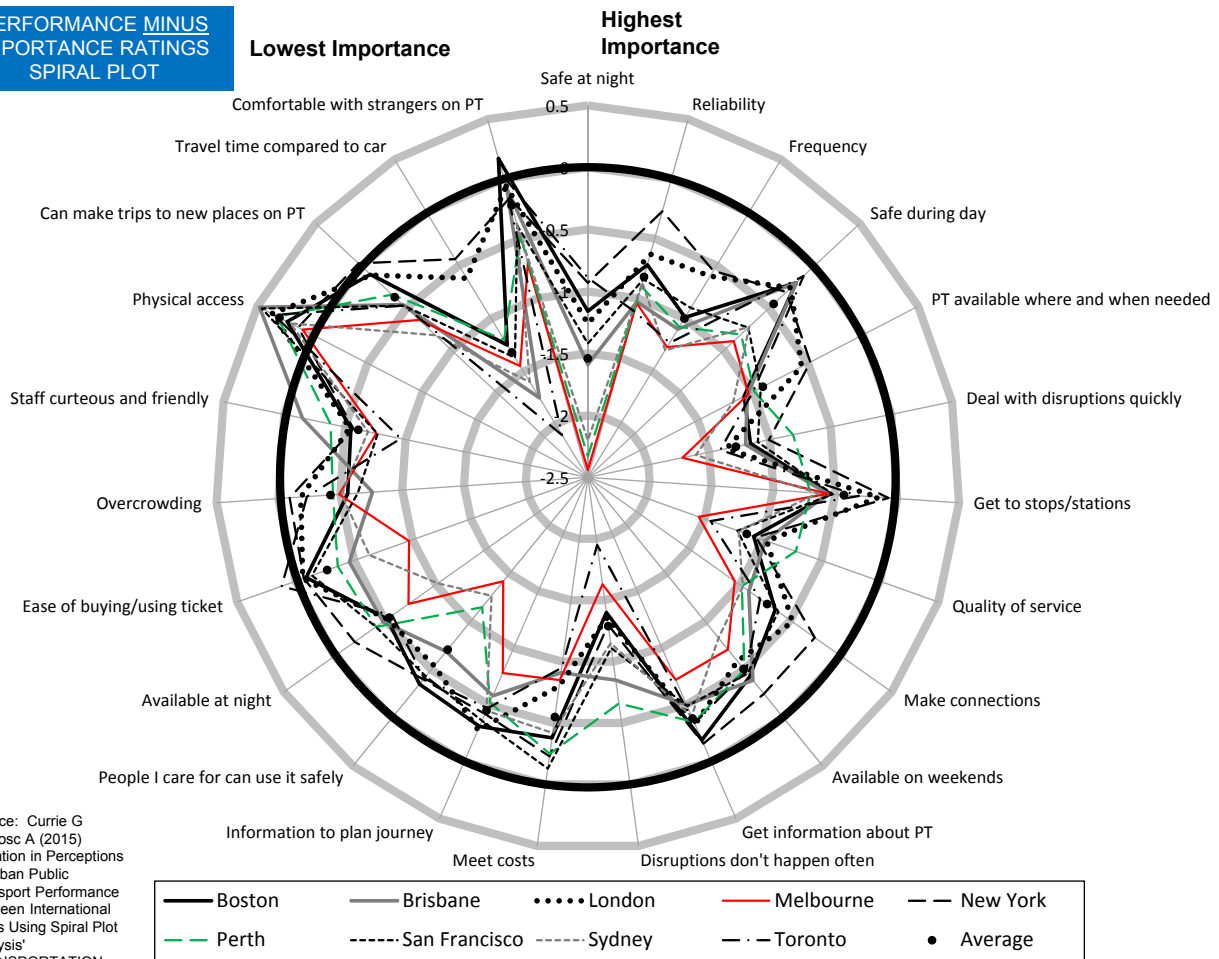 ERFORMANCE MINUS
PORTANCE RATINGS
SPIRAL PLOT
Lowest Importance
Highest
Importance
Safe at night
Comfortable with strangers on PT
Reliability
Travel time compared to car
Frequency
Can make trips to new places on PT
Safe during day
Physical access
PT available where and when needed
Staff curteous and friendly
Deal with disruptions quickly
Overcrowding
Get to stops/stations
Ease of buying/using ticket
Quality of service
Available at night
Make connections
People I care for can use it safely
Available on weekends
Information to plan journey
Get information about PT
Meet costs
Disruptions don't happen often
0.5
0
-0.5
-1
-1.5
-2
-2.5
ce: Currie G
osc A (2015)
ation in Perceptions
ban Public
sport Performance
een International
s Using Spiral Plot
ysis'
NSPORTATION
Boston
Brisbane
London
Melbourne
New York
Perth
San Francisco
Sydney
Toronto
Average